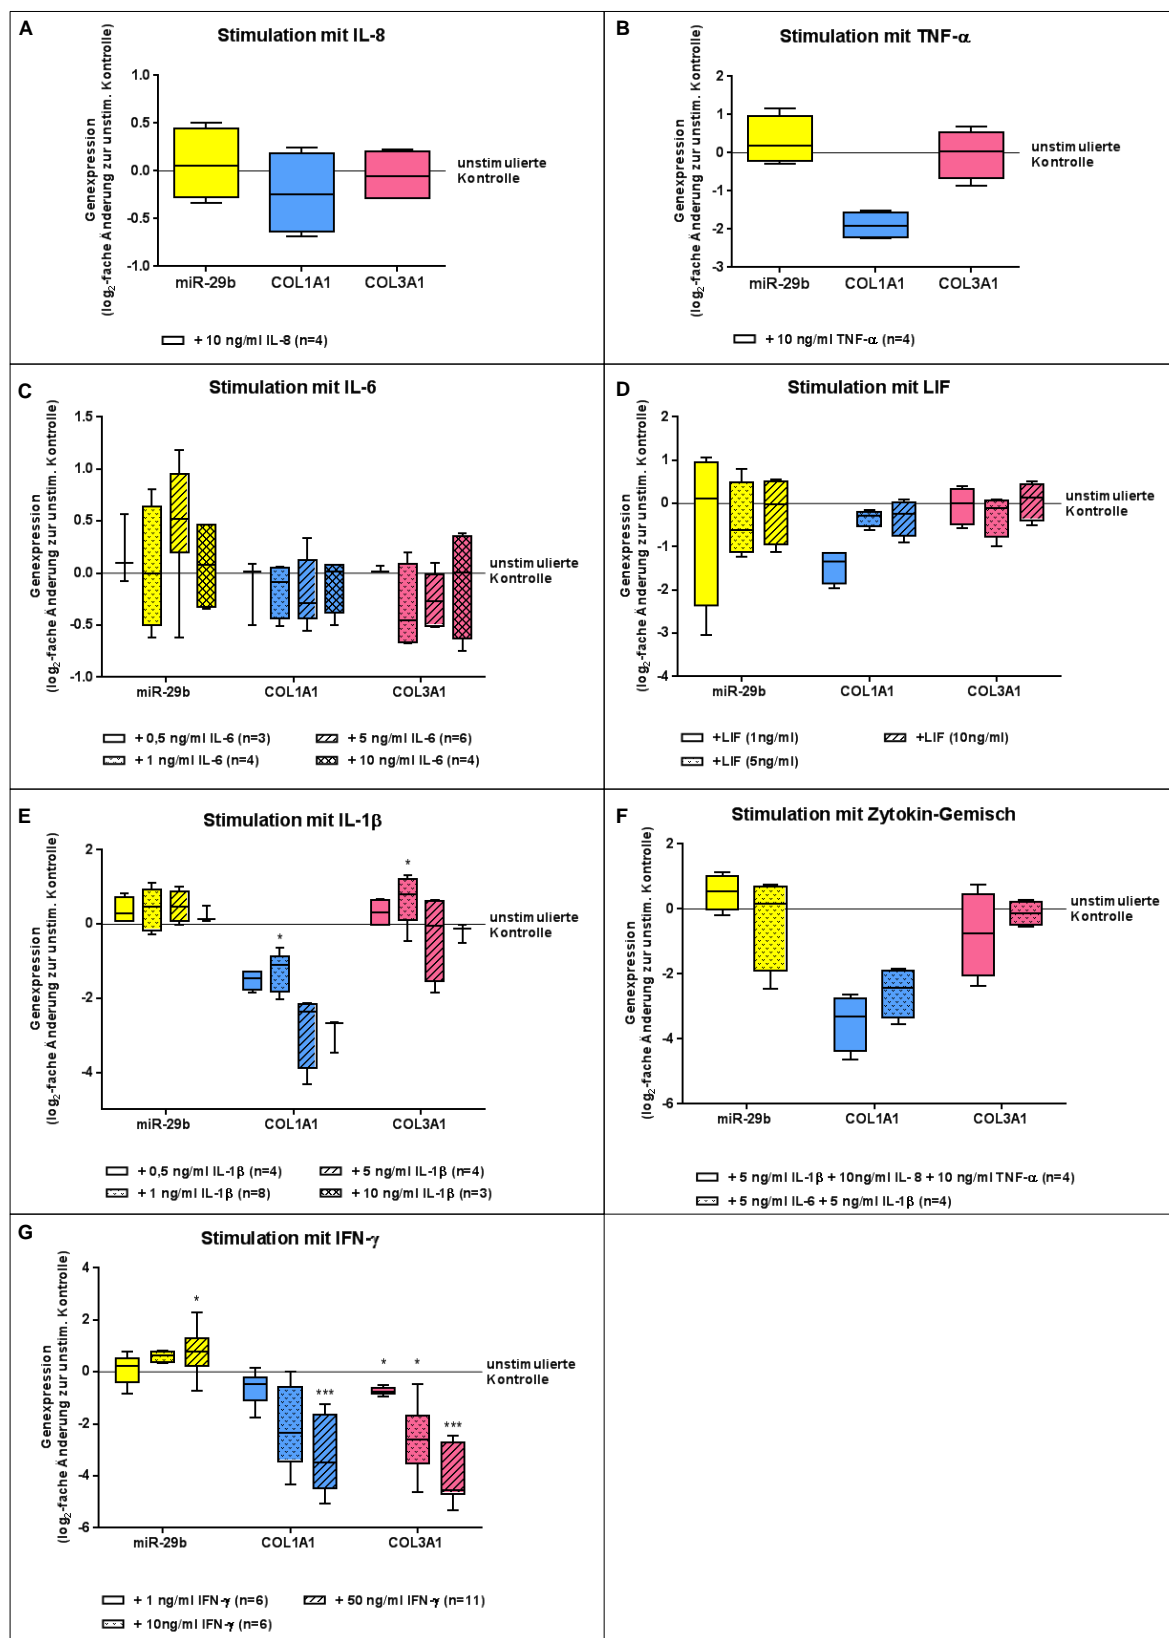 A
Stimulation mit IL-8
Genexpression
(log2-fache Änderung zur unstim. Kontrolle)
1.0
0.5
0.0
-0.5
-1.0
unstimulierte
Kontrolle
miR-29b COL1A1 COL3A1
+ 10 ng/ml IL-8 (n=4)
B
Stimulation mit TNF-α
Genexpression
(log2-fache Änderung zur unstim. Kontrolle)
2
1
0
-1
-2
-3
unstimulierte
Kontrolle
miR-29b COL1A1 COL3A1
+ 10 ng/ml TNF-α (n=4)
C
Stimulation mit IL-6
Genexpression
(log2-fache Änderung zur unstim. Kontrolle)
1.5
1.0
0.5
0.0
-0.5
-1.0
unstimulierte
Kontrolle
miR-29b COL1A1 COL3A1
+ 0,5 ng/ml IL-6 (n=3) + 5 ng/ml IL-6 (n=6)
+ 1 ng/ml IL-6 (n=4) + 10 ng/ml IL-6 (n=4)
D
Stimulation mit LIF
Genexpression
(log2-fache Änderung zur unstim. Kontrolle)
2
1
0
-1
-2
-3
-4
unstimulierte
Kontrolle
miR-29b COL1A1 COL3A1
+LIF (1ng/ml) +LIF (10ng/ml)
+LIF (5ng/ml)
E
Stimulation mit IL-1β
Genexpression
(log2-fache Änderung zur unstim. Kontrolle)
2
0
-2
-4
*
*
unstimulierte
Kontrolle
miR-29b COL1A1 COL3A1
+ 0,5 ng/ml IL-1β (n=4) + 5 ng/ml IL-1β (n=4)
+ 1 ng/ml IL-1β (n=8) + 10 ng/ml IL-1β (n=3)
F
Stimulation mit Zytokin-Gemisch
Genexpression
(log2-fache Änderung zur unstim. Kontrolle)
2
0
-2
-4
-6
unstimulierte
Kontrolle
miR-29b COL1A1 COL3A1
+ 5 ng/ml IL-1β + 10ng/ml IL-8 + 10 ng/ml TNF-α (n=4)
+ 5 ng/ml IL-6 + 5 ng/ml IL-1β (n=4)
G
Stimulation mit IFN-γ
Genexpression
(log2-fache Änderung zur unstim. Kontrolle)
4
2
0
-2
-4
-6
*
***
*
*
***
unstimulierte
Kontrolle
miR-29b COL1A1 COL3A1
+ 1 ng/ml IFN-γ (n=6) + 50 ng/ml IFN-γ (n=11)
+ 10ng/ml IFN-γ (n=6)